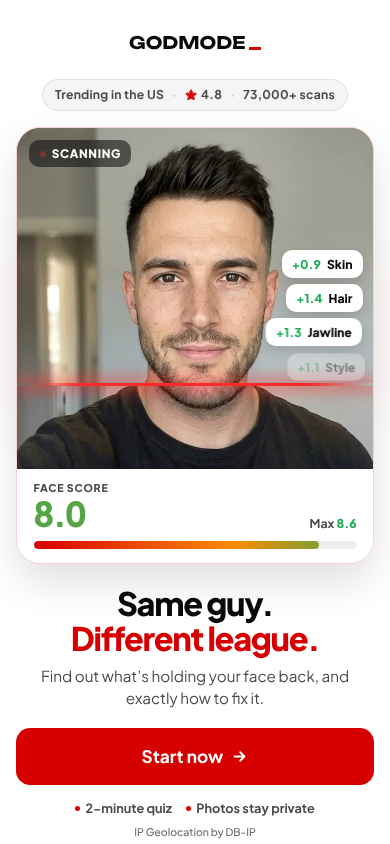 GODMODE_
Trending in the US · ★ 4.8 · 73,000+ scans
SCANNING
+0.9 Skin
+1.4 Hair
+1.3 Jawline
+1.1 Style
FACE SCORE
8.0
Max 8.6
Same guy.
Different league.
Find out what's holding your face back, and
exactly how to fix it.
Start now →
• 2-minute quiz • Photos stay private
IP Geolocation by DB-IP